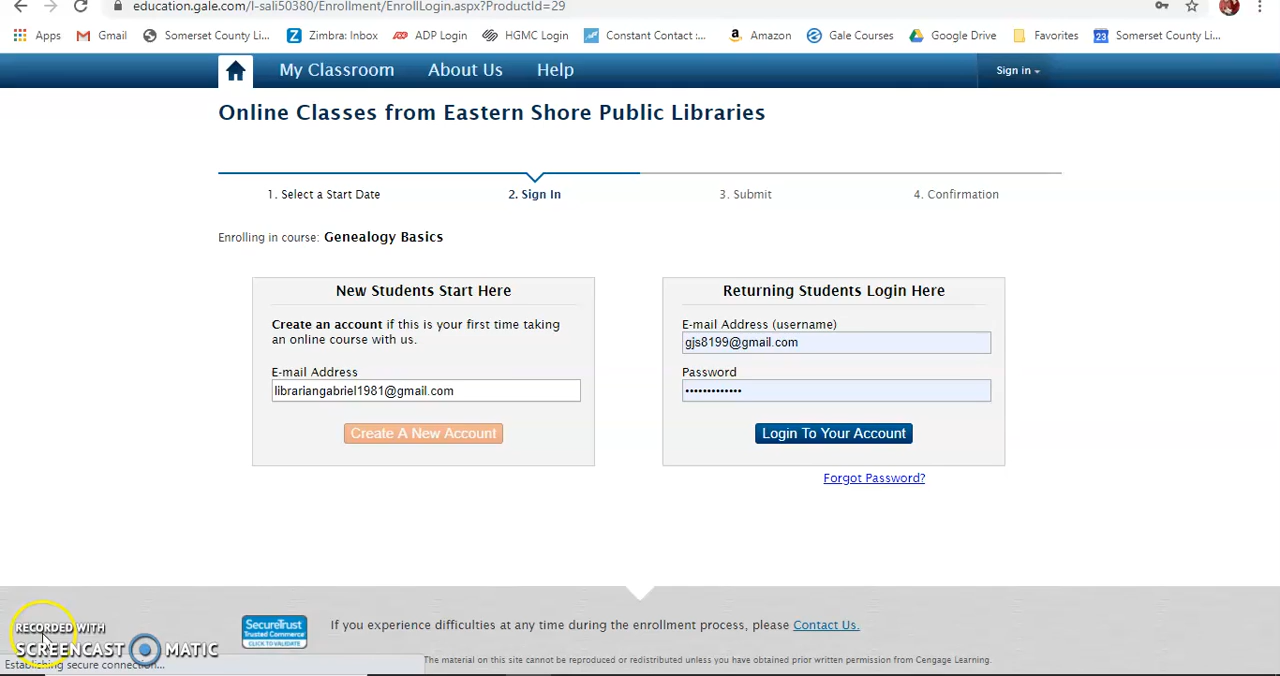 education.gale.com/l-sali50380/Enrollment/EnrollLogin.aspx?ProductId=29
Apps Gmail Somerset County Li... Zimbra: Inbox ADP Login HGMC Login Constant Contact :... Amazon Gale Courses Google Drive Favorites 23 Somerset County Li...
My Classroom About Us Help Sign in
Online Classes from Eastern Shore Public Libraries
1. Select a Start Date 2. Sign In 3. Submit 4. Confirmation
Enrolling in course: Genealogy Basics
New Students Start Here
Create an account if this is your first time taking
an online course with us.
E-mail Address
librariangabriel1981@gmail.com
Create A New Account
Returning Students Login Here
E-mail Address (username)
gjs8199@gmail.com
Password
•••••••••••••
Login To Your Account
Forgot Password?
RECORDED WITH
SCREENCAST MATIC
SecureTrust
Trusted Commerce
CLICK TO VALIDATE
If you experience difficulties at any time during the enrollment process, please Contact Us.
Establishing secure connection...
The material on this site cannot be reproduced or redistributed unless you have obtained prior written permission from Cengage Learning.